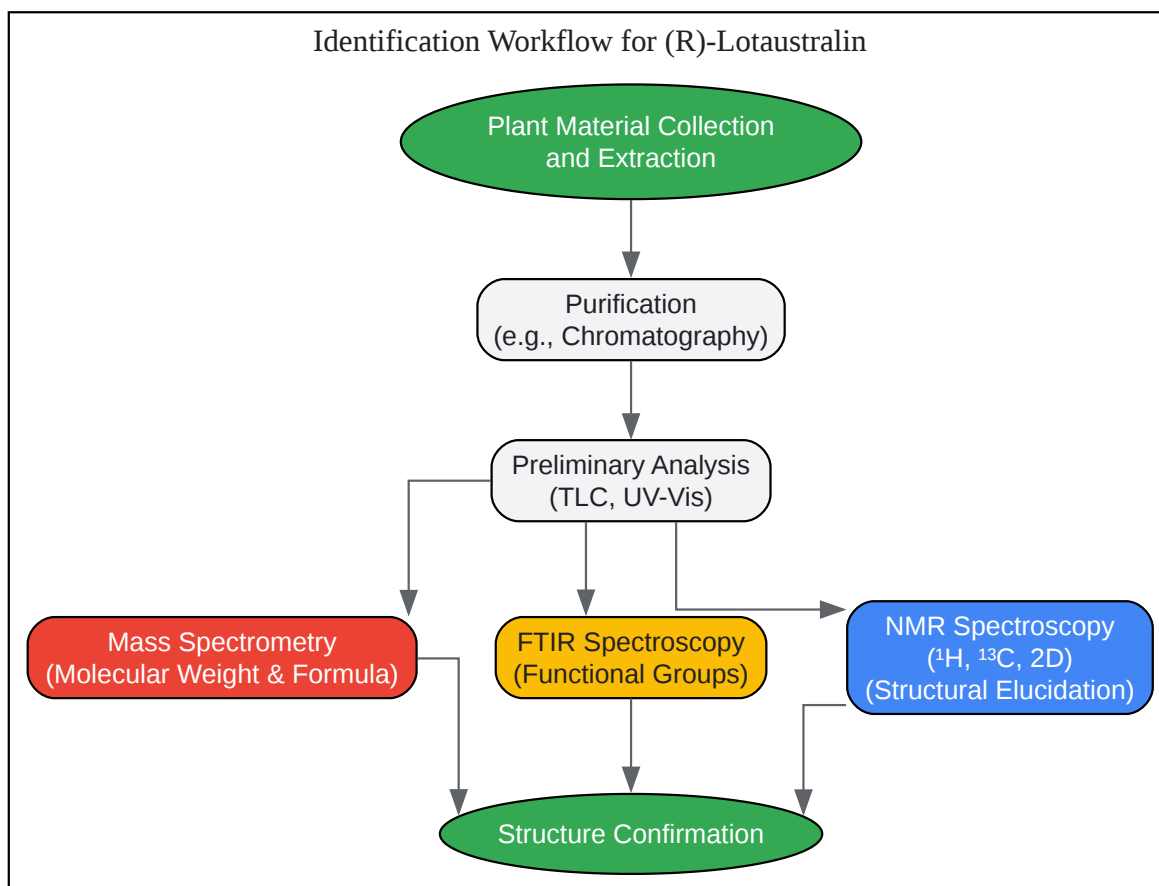 Identification Workflow for (R)-Lotaustralin
Plant Material Collection
and Extraction
Purification
(e.g., Chromatography)
Preliminary Analysis
(TLC, UV-Vis)
Mass Spectrometry
(Molecular Weight & Formula)
FTIR Spectroscopy
(Functional Groups)
NMR Spectroscopy
(¹H, ¹³C, 2D)
(Structural Elucidation)
Structure Confirmation